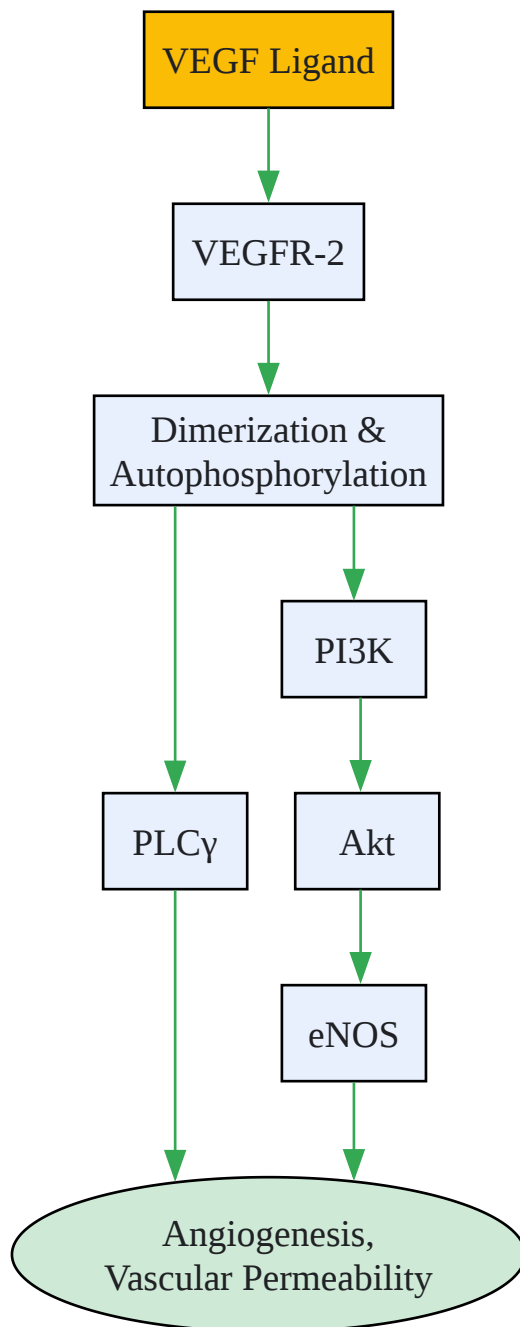 VEGF Ligand
VEGFR-2
Dimerization &
Autophosphorylation
PI3K
PLCγ
Akt
eNOS
Angiogenesis,
Vascular Permeability